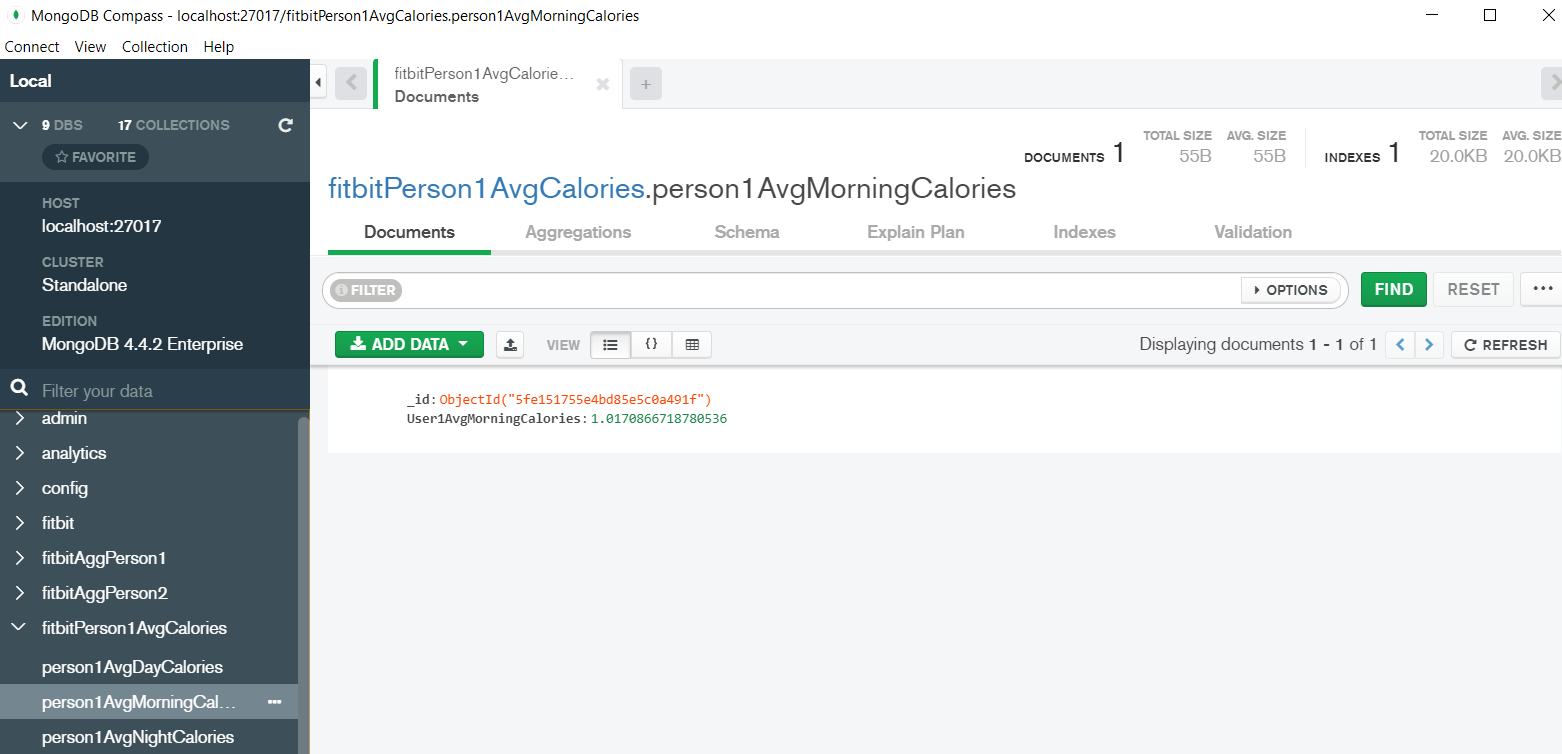 MongoDB Compass - localhost:27017/fitbitPerson1AvgCalories.person1AvgMorningCalories
Connect View Collection Help
Local
9 DBS 17 COLLECTIONS
FAVORITE
HOST
localhost:27017
CLUSTER
Standalone
EDITION
MongoDB 4.4.2 Enterprise
Filter your data
admin
analytics
config
fitbit
fitbitAggPerson1
fitbitAggPerson2
fitbitPerson1AvgCalories
person1AvgDayCalories
person1AvgMorningCal...
person1AvgNightCalories
fitbitPerson1AvgCalorie...
Documents
DOCUMENTS 1 TOTAL SIZE 55B AVG. SIZE 55B INDEXES 1 TOTAL SIZE 20.0KB AVG. SIZE 20.0KB
fitbitPerson1AvgCalories.person1AvgMorningCalories
Documents Aggregations Schema Explain Plan Indexes Validation
FILTER OPTIONS FIND RESET ...
ADD DATA VIEW {} Displaying documents 1 - 1 of 1 REFRESH
_id: ObjectId("5fe151755e4bd85e5c0a491f")
User1AvgMorningCalories: 1.0170866718780536